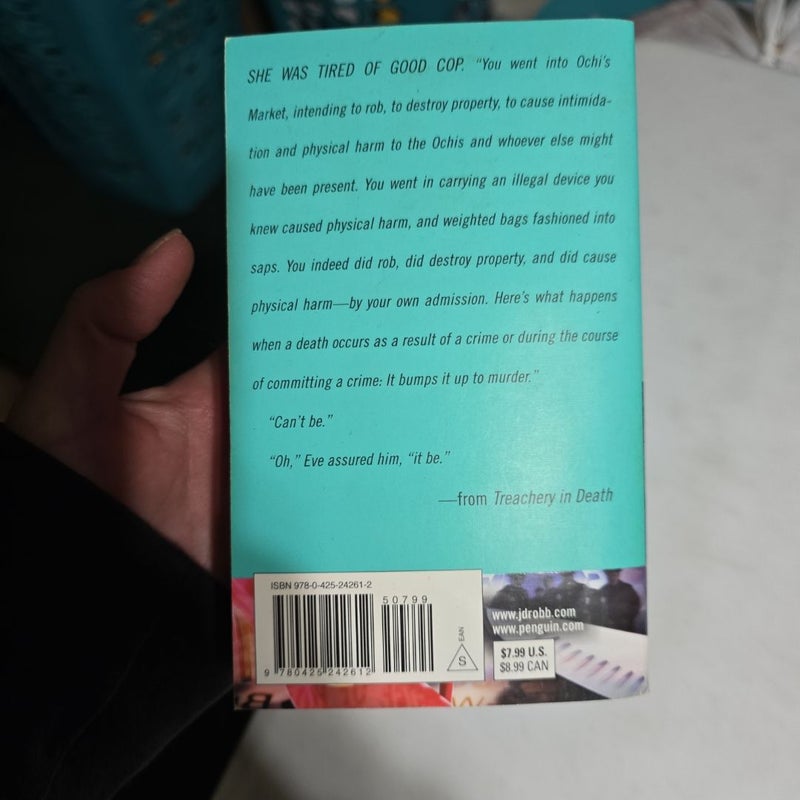 SHE WAS TIRED OF GOOD COP. “You went into Ochi’s
Market, intending to rob, to destroy property, to cause intimida-
tion and physical harm to the Ochis and whoever else might
have been present. You went in carrying an illegal device you
knew caused physical harm, and weighted bags fashioned into
saps. You indeed did rob, did destroy property, and did cause
physical harm—by your own admission. Here’s what happens
when a death occurs as a result of a crime or during the course
of committing a crime: It bumps it up to murder.”
“Can’t be.”
“Oh,” Eve assured him, “it be.”
—from Treachery in Death
ISBN 978-0-425-24261-2
50799
9 780425 242612
EAN
S
www.jdrobb.com
www.penguin.com
$7.99 U.S.
$8.99 CAN